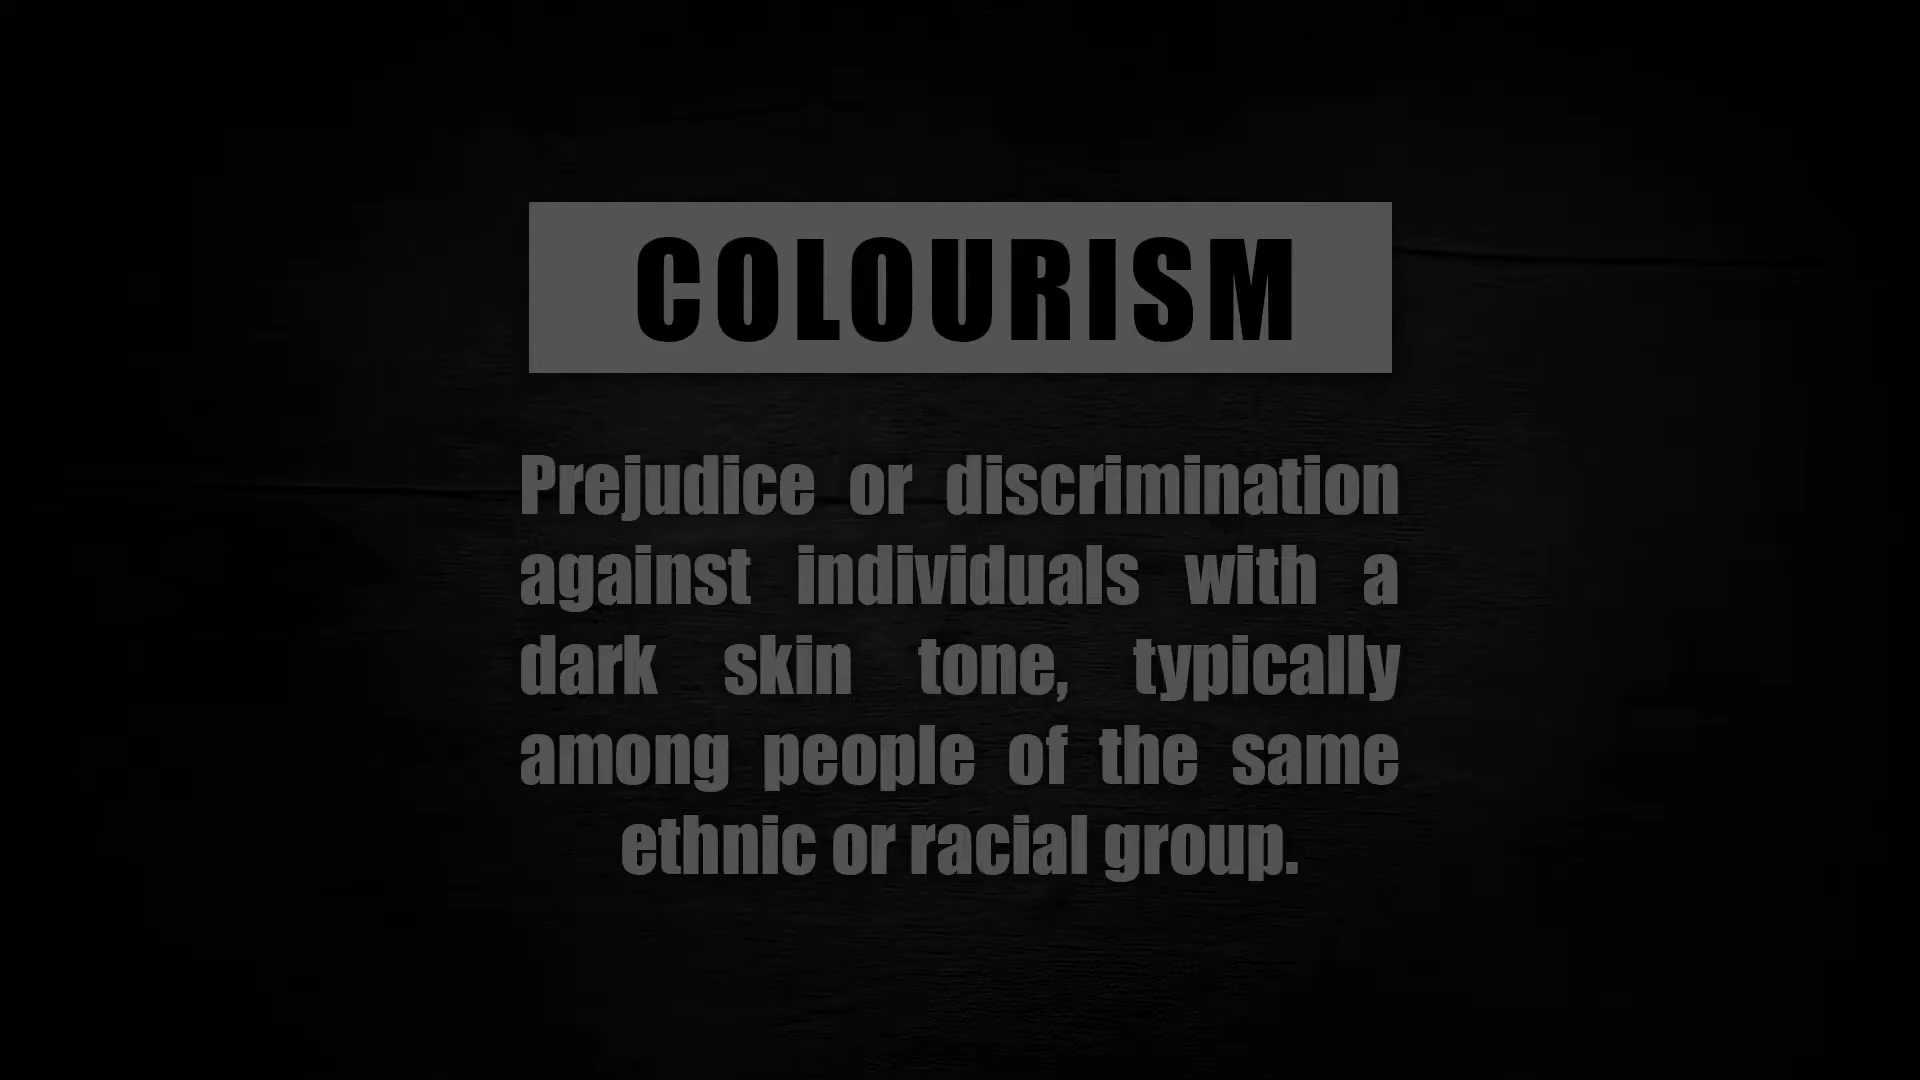 COLOURISM
Prejudice or discrimination
against individuals with a
dark skin tone, typically
among people of the same
ethnic or racial group.